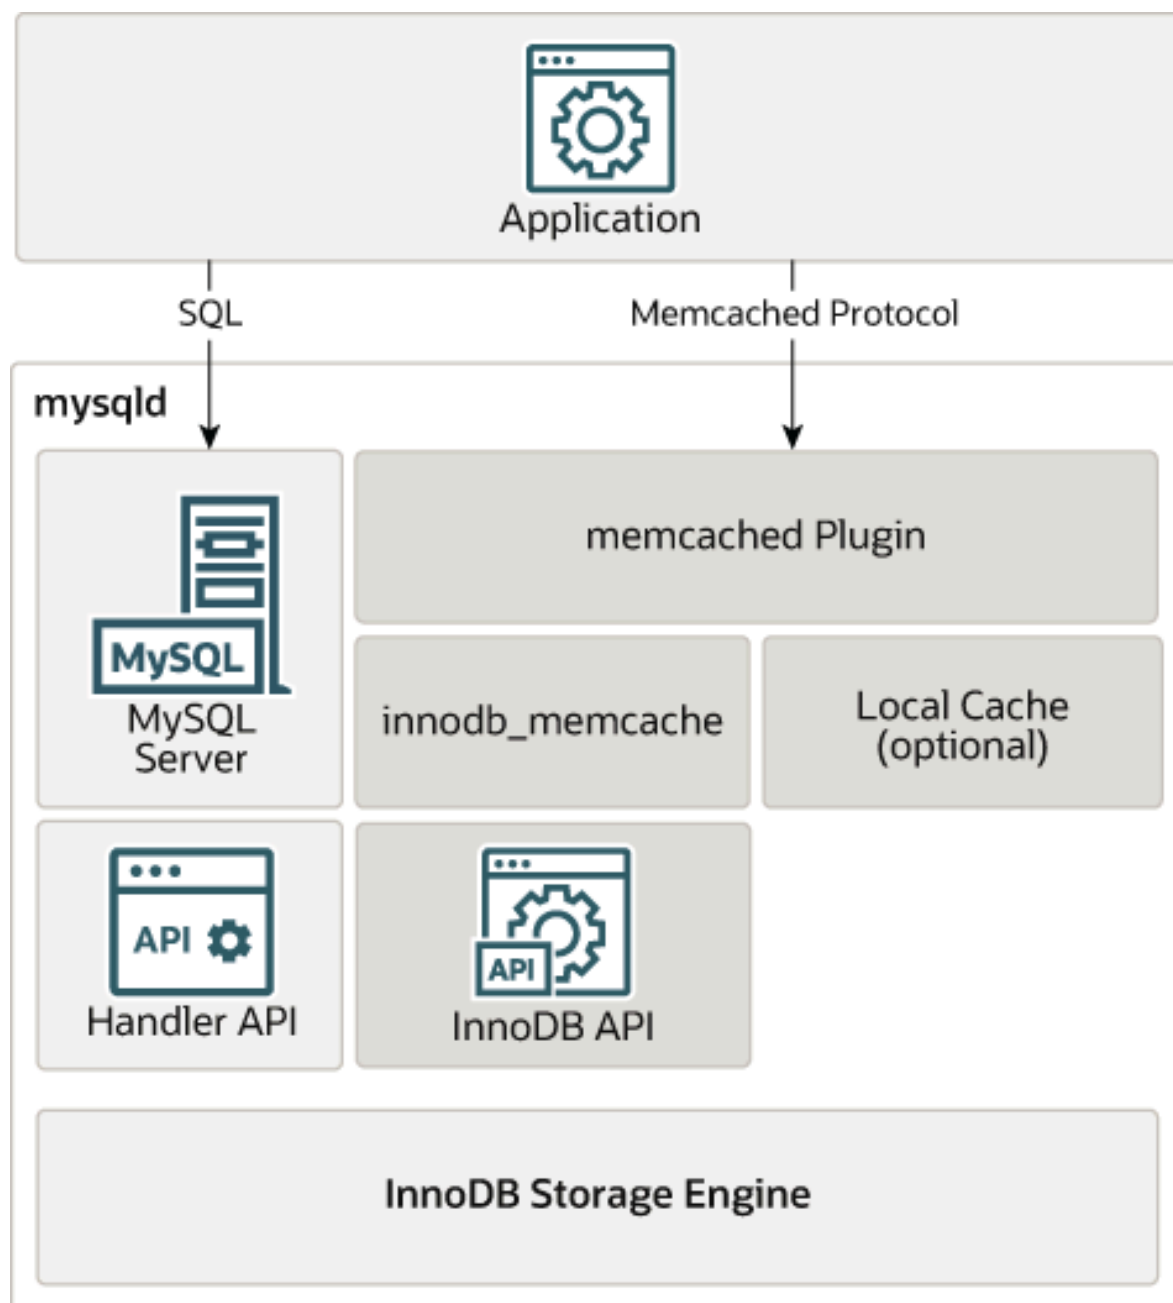 Application
SQL
Memcached Protocol
mysqld
memcached Plugin
MySQL
MySQL
Server
innodb_memcache
Local Cache
(optional)
API
Handler API
API
InnoDB API
InnoDB Storage Engine